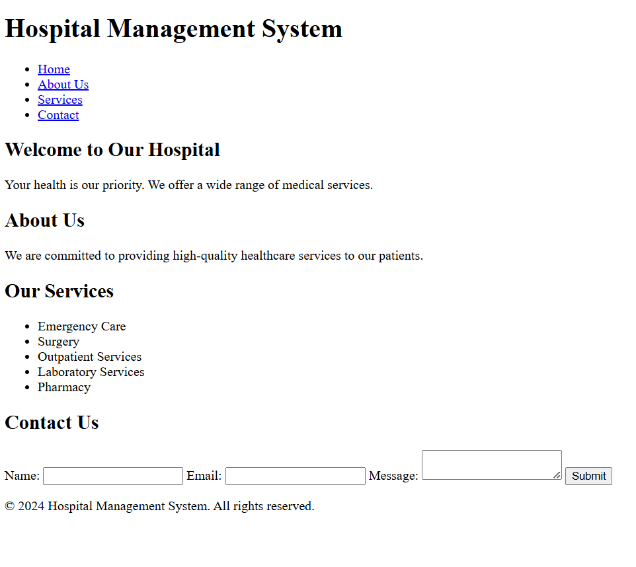 Hospital Management System
Home
About Us
Services
Contact
Welcome to Our Hospital
Your health is our priority. We offer a wide range of medical services.
About Us
We are committed to providing high-quality healthcare services to our patients.
Our Services
Emergency Care
Surgery
Outpatient Services
Laboratory Services
Pharmacy
Contact Us
Name: Email: Message: Submit
© 2024 Hospital Management System. All rights reserved.